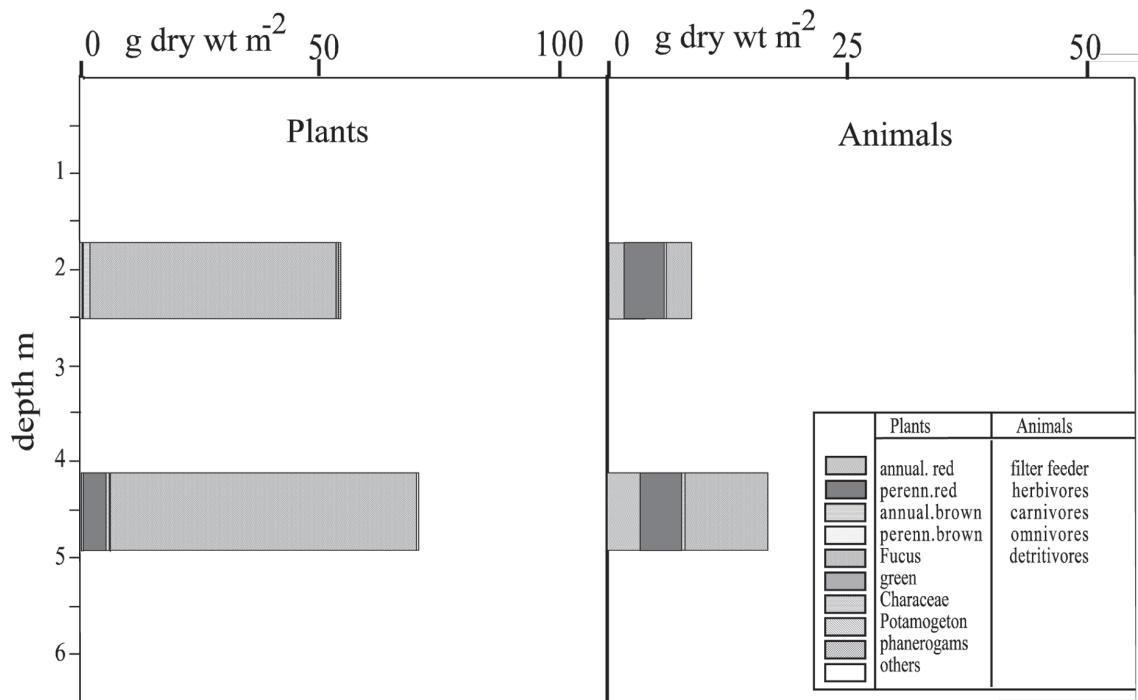 0 g dry wt m-2 50 100 0 g dry wt m-2 25 50
Plants Animals
1
2
3
4
5
6
depth m
Plants Animals
annual. red filter feeder
perenn.red herbivores
annual.brown carnivores
perenn.brown omnivores
Fucus detritivores
green
Characeae
Potamogeton
phanerogams
others